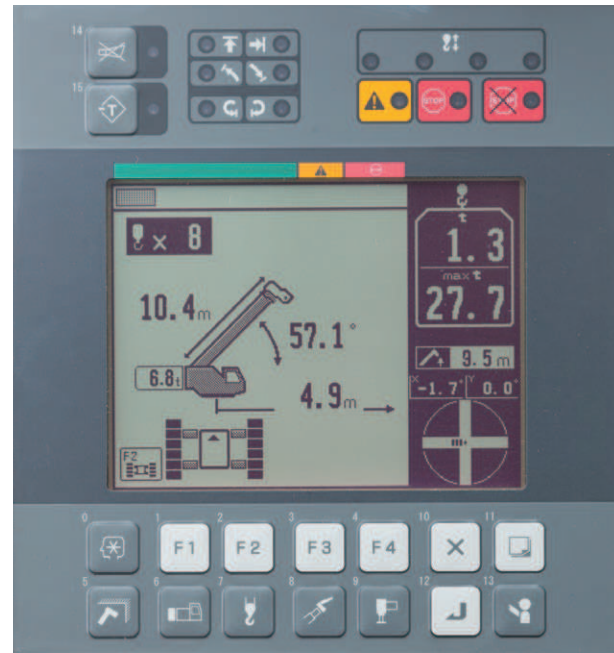 14
15
T
STOP
STOP
t
× 8
1.3
max t
27.7
10.4m
57.1°
9.5m
6.8t
X -1.7° Y 0.0°
4.9m
F2
0 1 2 3 4 10 11
F1 F2 F3 F4 ×
5 6 7 8 9 12 13